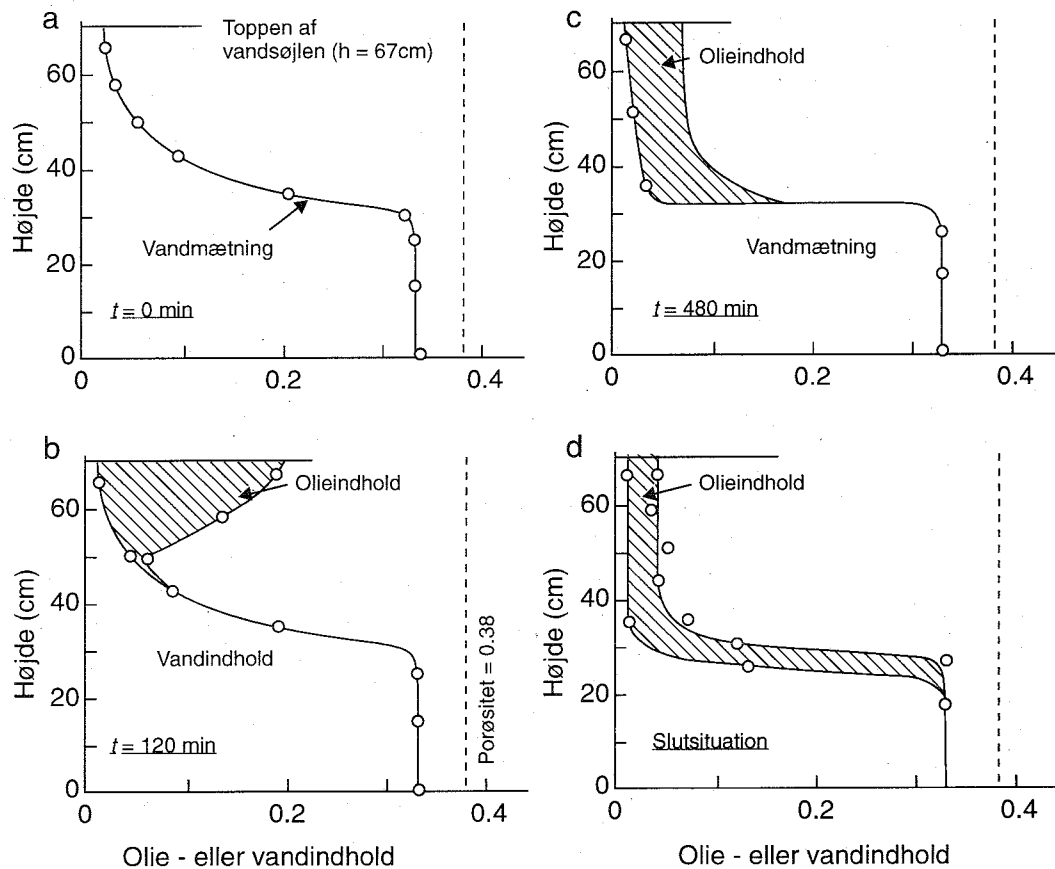 a
Toppen af
vandsøjlen (h = 67cm)
60
40
20
0
Højde (cm)
Vandmætning
t = 0 min
0
0.2
0.4
c
Olieindhold
60
40
20
0
Højde (cm)
Vandmætning
t = 480 min
0
0.2
0.4
b
Olieindhold
60
40
20
0
Højde (cm)
Vandindhold
t = 120 min
Porøsitet = 0.38
0
0.2
0.4
Olie - eller vandindhold
d
Olieindhold
60
40
20
0
Højde (cm)
Slutsituation
0
0.2
0.4
Olie - eller vandindhold